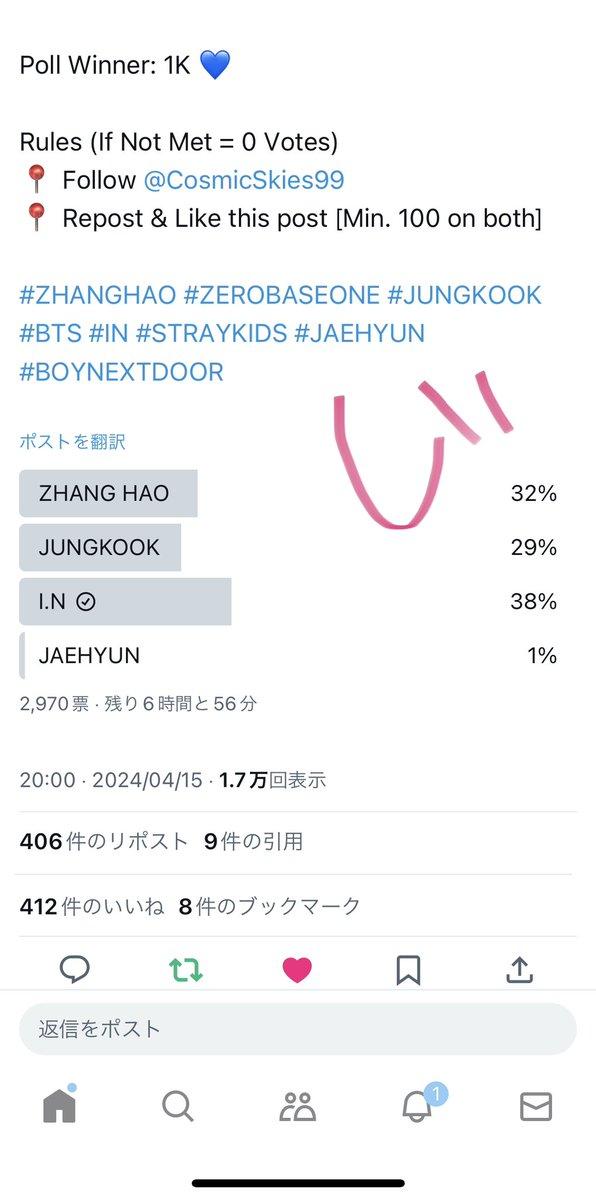 Poll Winner: 1K 💙
Rules (If Not Met = 0 Votes)
📍 Follow @CosmicSkies99
📍 Repost & Like this post [Min. 100 on both]
#ZHANGHAO #ZEROBASEONE #JUNGKOOK
#BTS #IN #STRAYKIDS #JAEHYUN
#BOYNEXTDOOR
ポストを翻訳
ZHANG HAO 32%
JUNGKOOK 29%
I.N 38%
JAEHYUN 1%
2,970票 · 残り6時間と56分
20:00 · 2024/04/15 · 1.7万回表示
406件のリポスト 9件の引用
412件のいいね 8件のブックマーク
返信をポスト
1